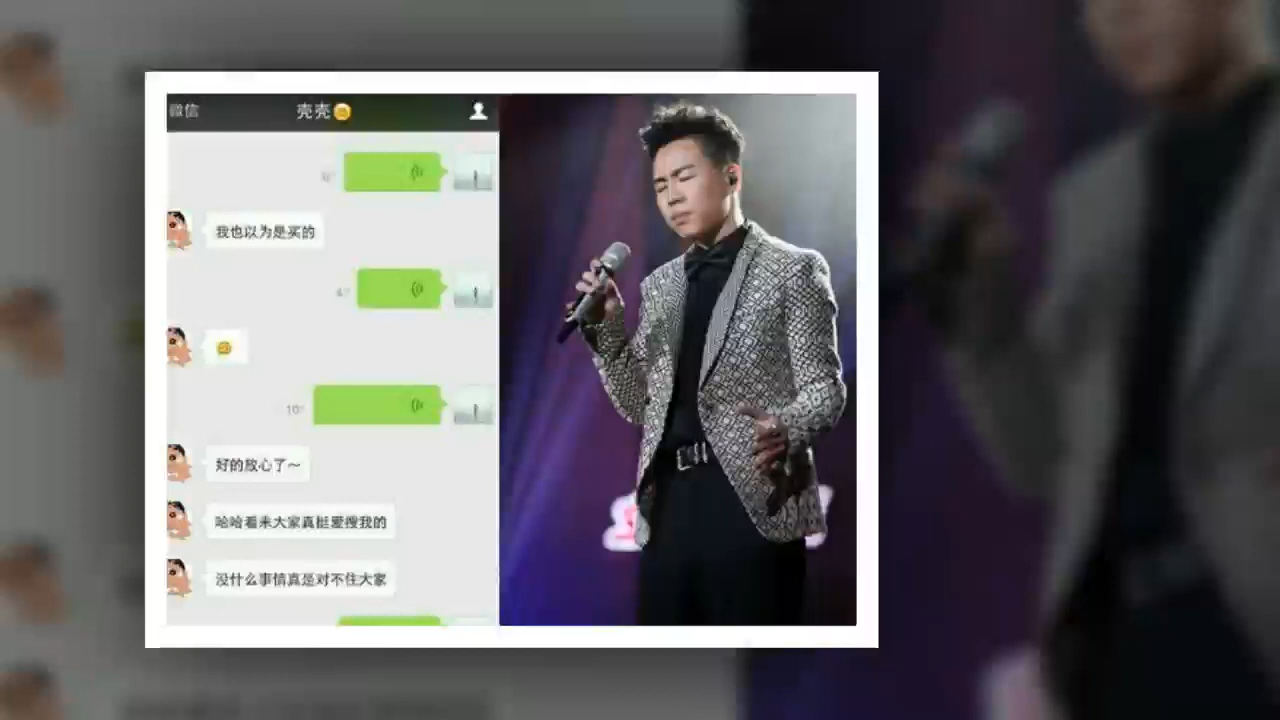 微信
壳壳
我也以为是买的
4"
10"
好的放心了~
哈哈看来大家真挺爱搜我的
没什么事情真是对不住大家